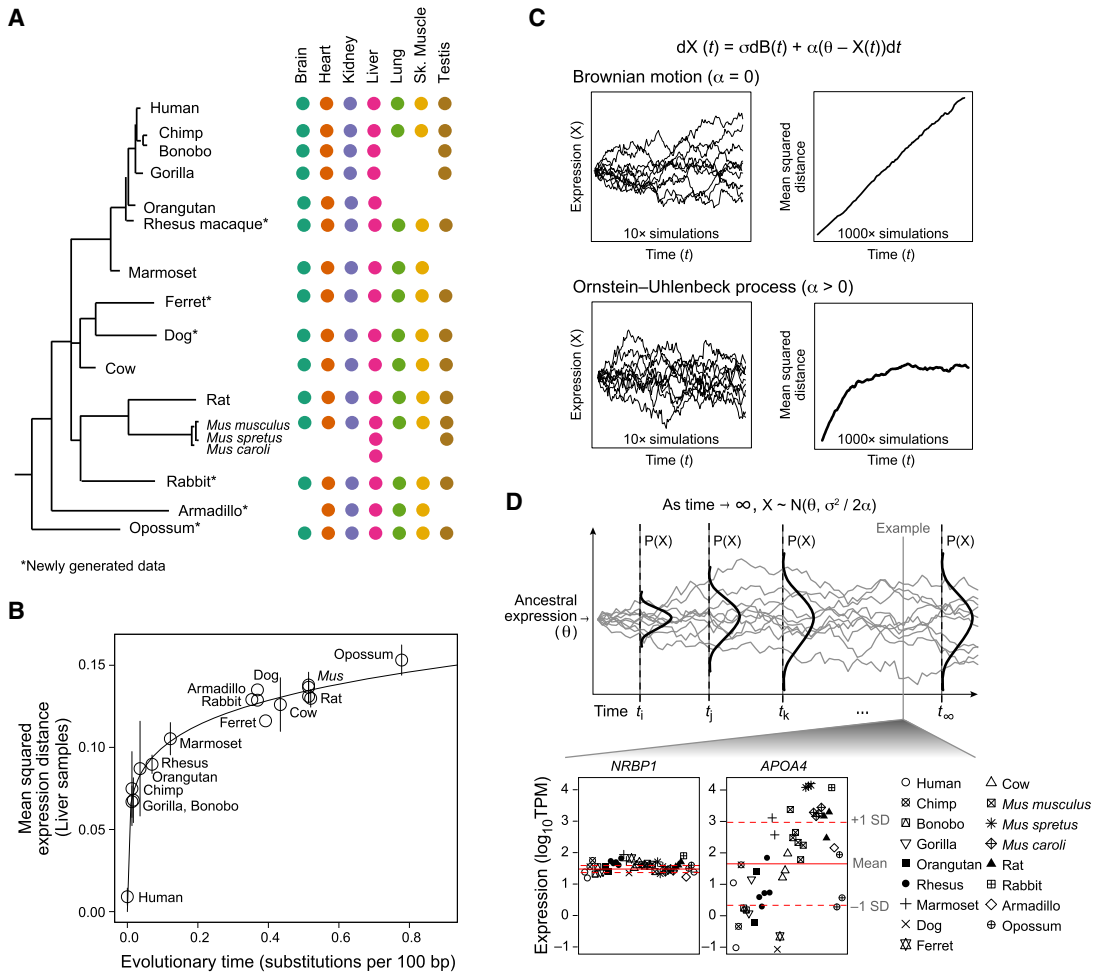 A
Brain
Heart
Kidney
Liver
Lung
Sk. Muscle
Testis
Human
Chimp
Bonobo
Gorilla
Orangutan
Rhesus macaque*
Marmoset
Ferret*
Dog*
Cow
Rat
Mus musculus
Mus spretus
Mus caroli
Rabbit*
Armadillo*
Opossum*
*Newly generated data
B
Mean squared
expression distance
(Liver samples)
0.15
0.10
0.05
0.00
Opossum
Dog
Mus
Armadillo
Rabbit
Rat
Cow
Ferret
Marmoset
Rhesus
Orangutan
Chimp
Gorilla, Bonobo
Human
0.0
0.2
0.4
0.6
0.8
Evolutionary time (substitutions per 100 bp)
C
dX (t) = σdB(t) + α(θ – X(t))dt
Brownian motion (α = 0)
Expression (X)
10× simulations
Time (t)
Mean squared
distance
1000× simulations
Time (t)
Ornstein–Uhlenbeck process (α > 0)
Expression (X)
10× simulations
Time (t)
Mean squared
distance
1000× simulations
Time (t)
D
As time → ∞, X ~ N(θ, σ² / 2α)
Example
P(X)
P(X)
P(X)
P(X)
Ancestral
expression →
(θ)
Time
tᵢ
tⱼ
tₖ
...
t∞
NRBP1
APOA4
Expression (log₁₀TPM)
4
3
2
1
0
–1
4
3
2
1
0
–1
+1 SD
Mean
–1 SD
Human
Chimp
Bonobo
Gorilla
Orangutan
Rhesus
Marmoset
Dog
Ferret
Cow
Mus musculus
Mus spretus
Mus caroli
Rat
Rabbit
Armadillo
Opossum